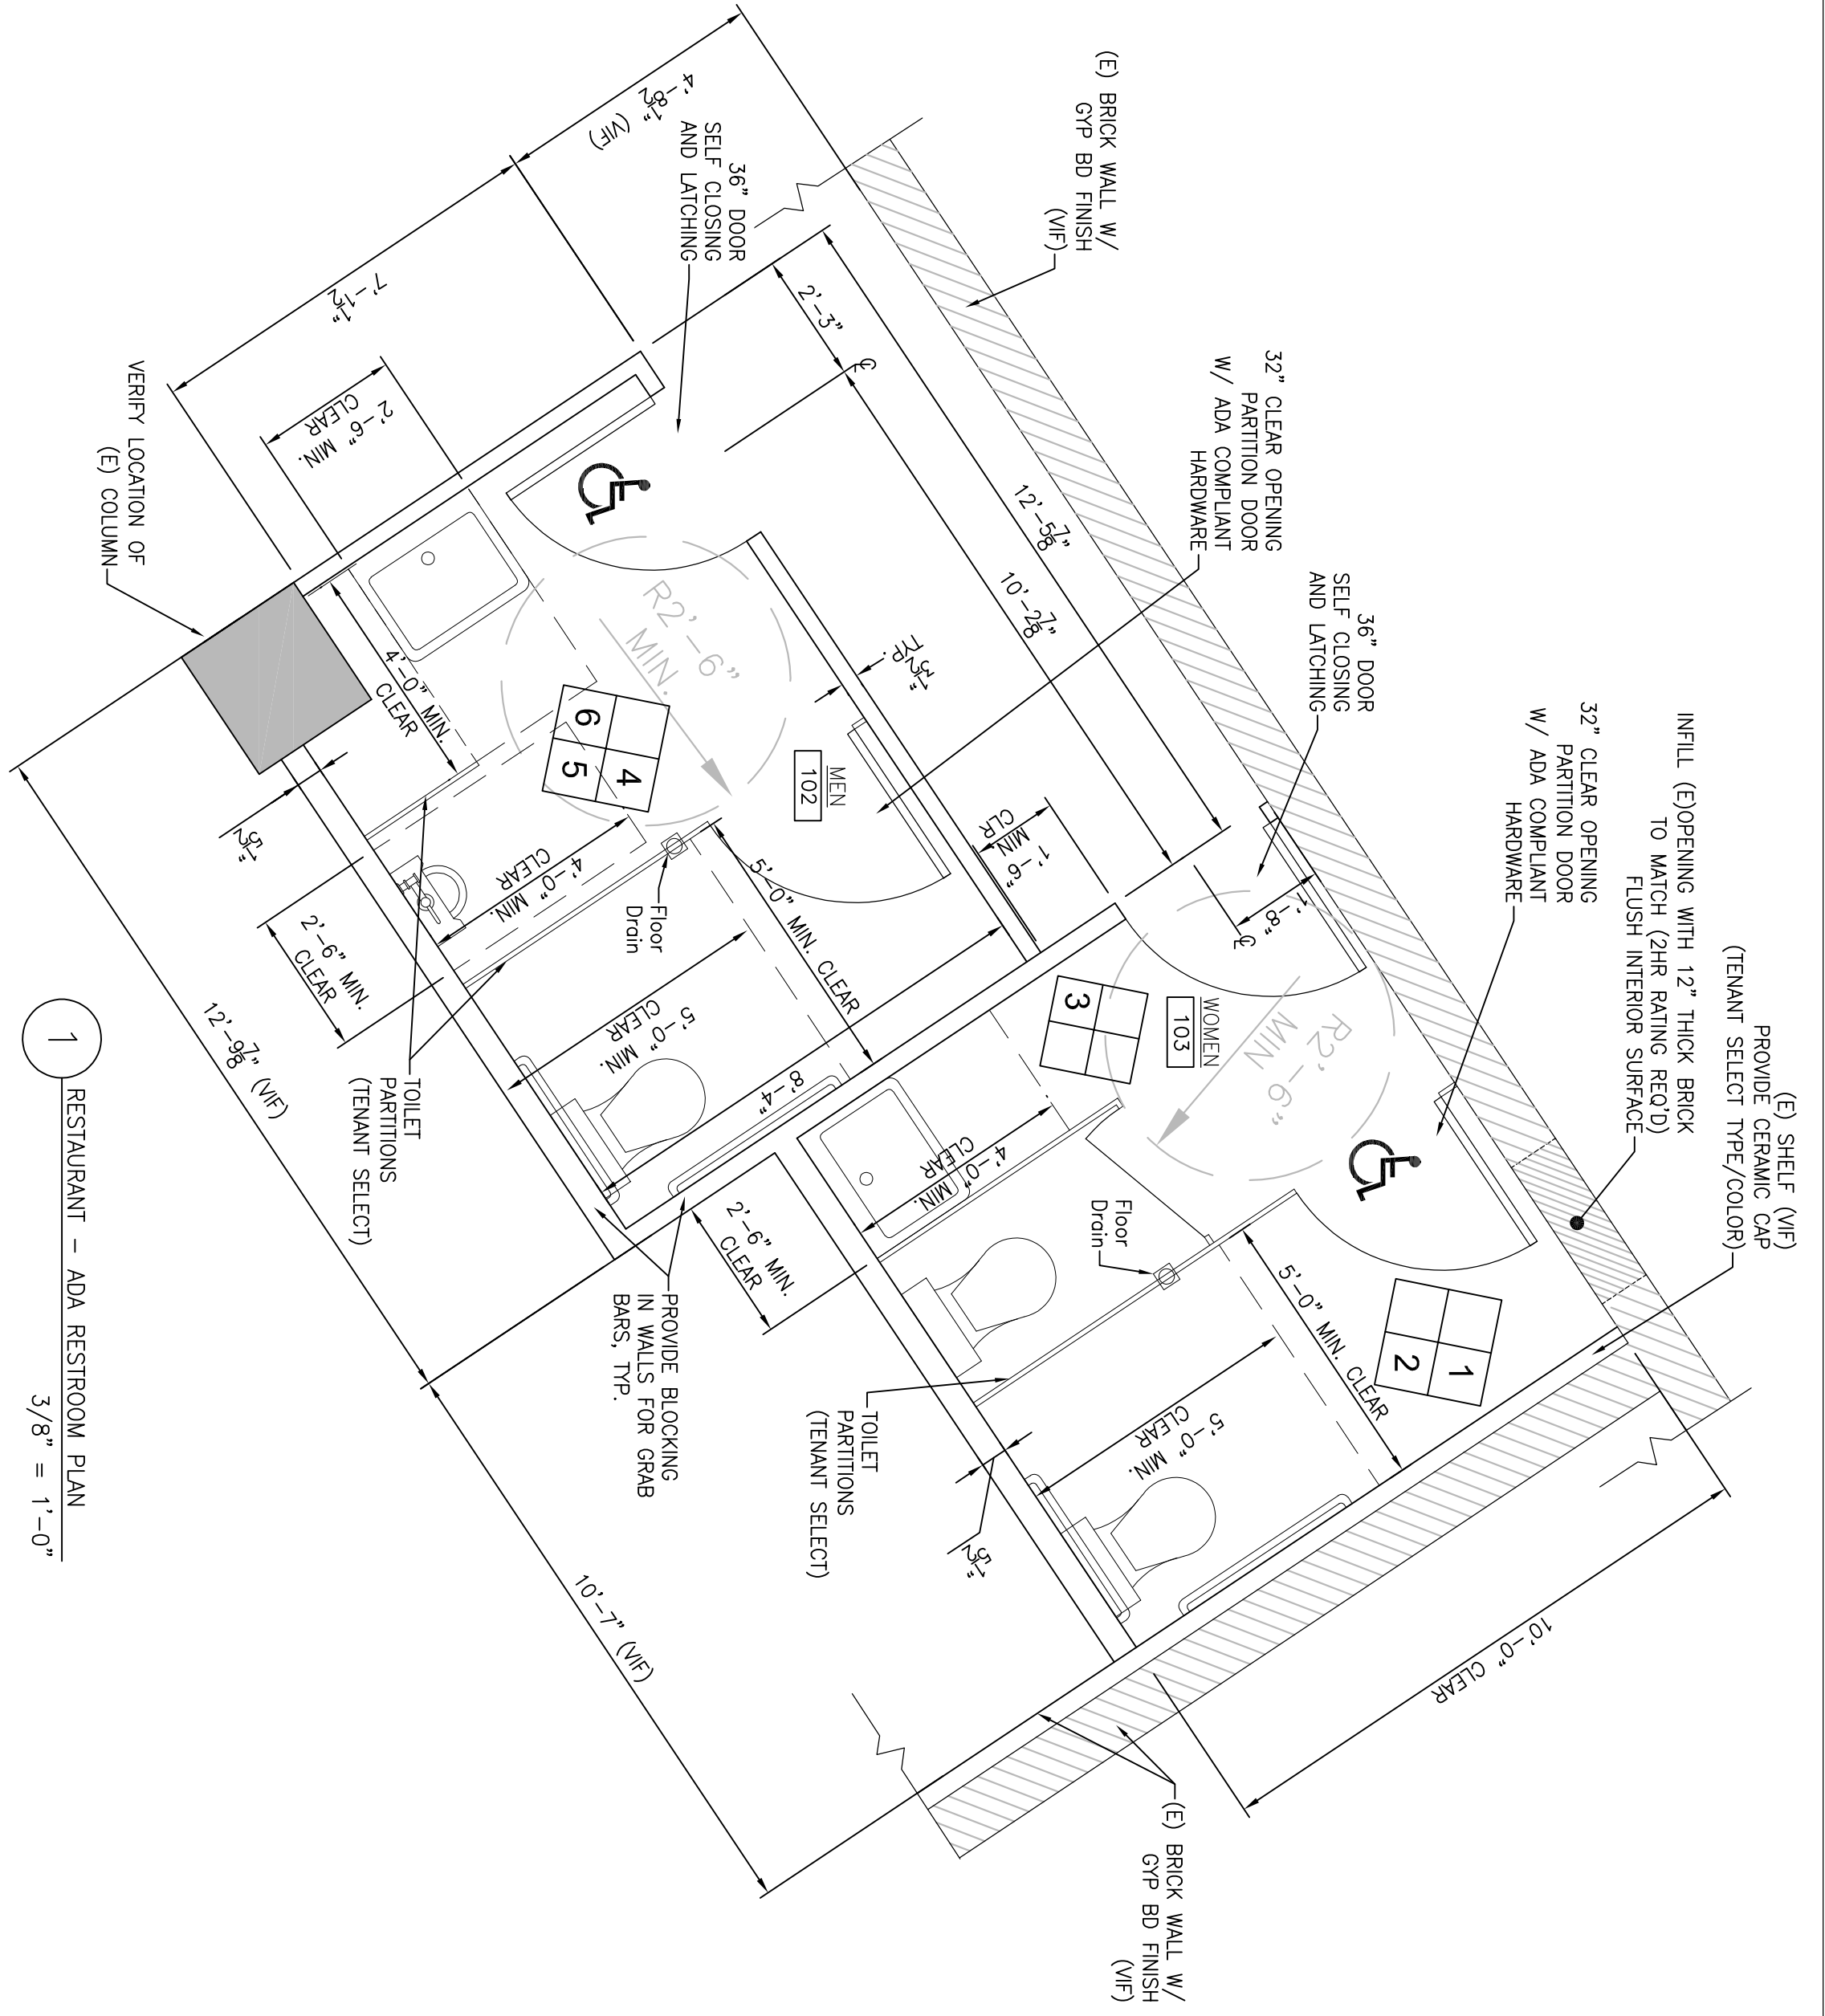 (E) SHELF (VIF)
PROVIDE CERAMIC CAP
(TENANT SELECT TYPE/COLOR)
INFILL (E)OPENING WITH 12" THICK BRICK
TO MATCH (2HR RATING REQ'D)
FLUSH INTERIOR SURFACE
32" CLEAR OPENING
PARTITION DOOR
W/ ADA COMPLIANT
HARDWARE
36" DOOR
SELF CLOSING
AND LATCHING
32" CLEAR OPENING
PARTITION DOOR
W/ ADA COMPLIANT
HARDWARE
(E) BRICK WALL W/
GYP BD FINISH
(VIF)
36" DOOR
SELF CLOSING
AND LATCHING
4'-8 1/2"
(VIF)
7'-1 1/2"
2'-6" MIN.
CLEAR
VERIFY LOCATION OF
(E) COLUMN
2'-3"
℄
12'-5 7/8"
10'-2 7/8"
3 1/2"
TYP.
R2'-6"
MIN.
MEN
102
4
5
6
4'-0" MIN.
CLEAR
5 1/2"
4'-0" MIN.
CLEAR
2'-6" MIN.
CLEAR
Floor
Drain
5'-0" MIN. CLEAR
5'-0" MIN.
CLEAR
8'-4"
1'-6"
MIN
CLR
1'-8"
℄
WOMEN
103
3
R2'-6"
MIN
1
2
4'-0" MIN.
CLEAR
2'-6" MIN.
CLEAR
Floor
Drain
5'-0" MIN. CLEAR
5'-0" MIN.
CLEAR
5 1/2"
10'-0" CLEAR
TOILET
PARTITIONS
(TENANT SELECT)
PROVIDE BLOCKING
IN WALLS FOR GRAB
BARS, TYP.
TOILET
PARTITIONS
(TENANT SELECT)
(E) BRICK WALL W/
GYP BD FINISH
(VIF)
12'-9 7/8" (VIF)
10'-7" (VIF)
1
RESTAURANT - ADA RESTROOM PLAN
3/8" = 1'-0"